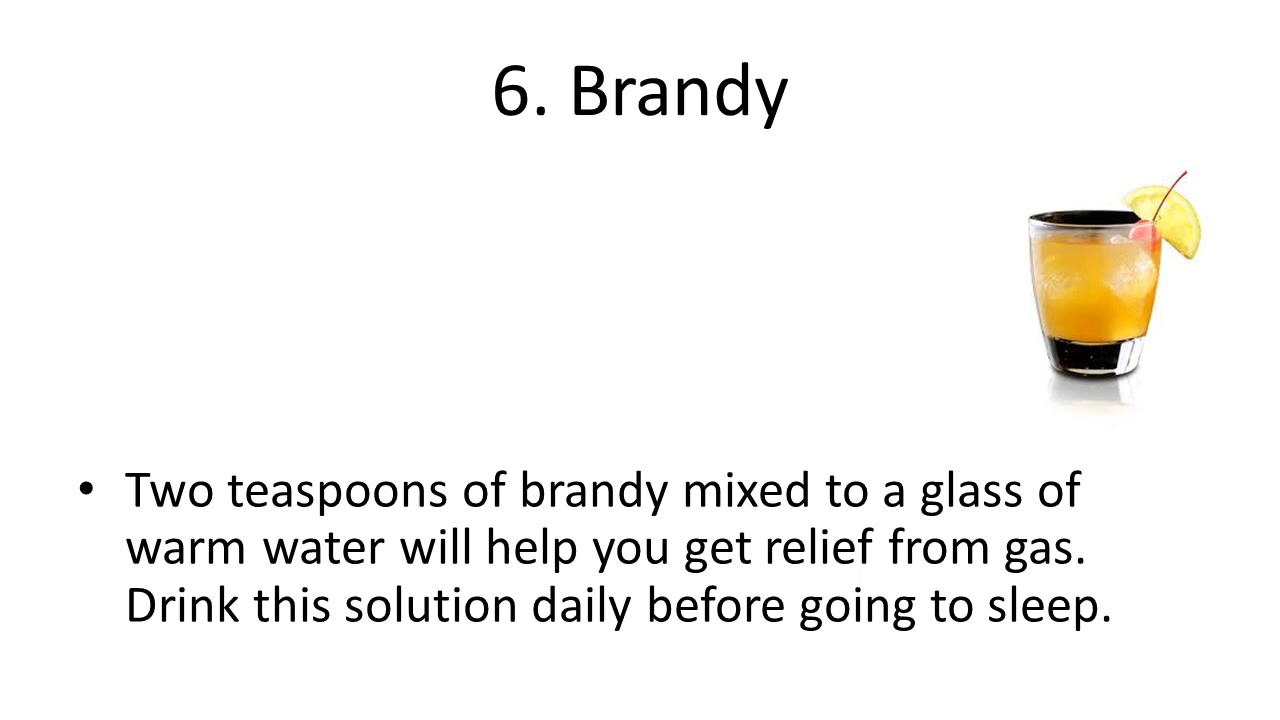 6. Brandy
• Two teaspoons of brandy mixed to a glass of
warm water will help you get relief from gas.
Drink this solution daily before going to sleep.